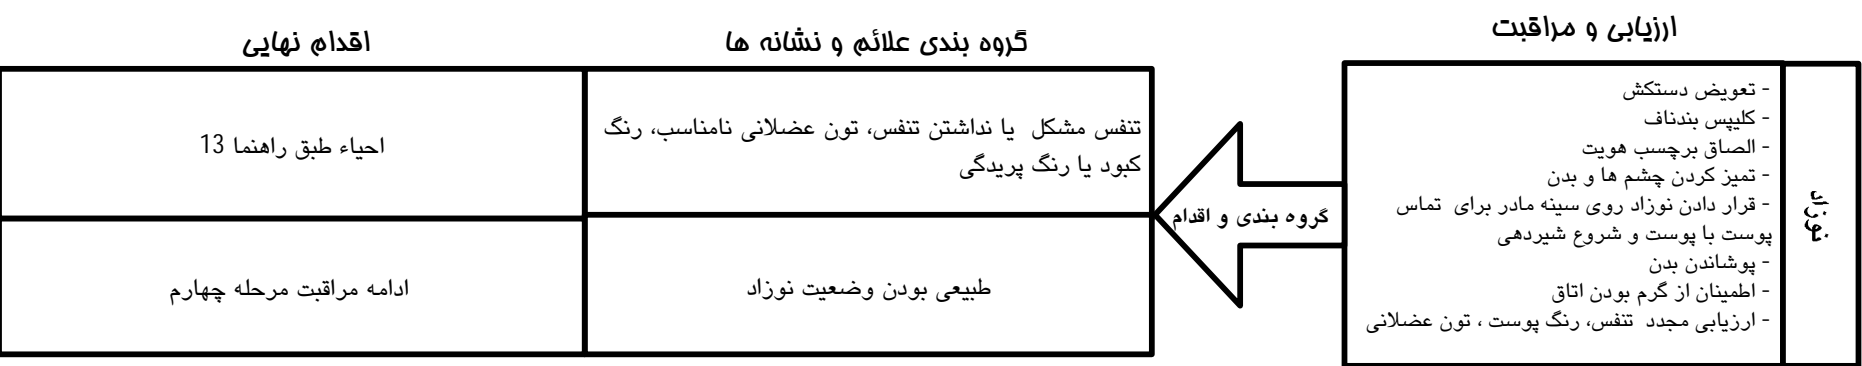 ارزیابی و مراقبت
گروه بندی علائم و نشانه ها
اقدام نهایی
نوزاد
- تعویض دستکش
- کلیپس بندناف
- الصاق برچسب هویت
- تمیز کردن چشم ها و بدن
- قرار دادن نوزاد روی سینه مادر برای تماس
پوست با پوست و شروع شیردهی
- پوشاندن بدن
- اطمینان از گرم بودن اتاق
- ارزیابی مجدد تنفس، رنگ پوست ، تون عضلانی
گروه بندی و اقدام
تنفس مشکل یا نداشتن تنفس، تون عضلانی نامناسب، رنگ
کبود یا رنگ پریدگی
احیاء طبق راهنما 13
طبیعی بودن وضعیت نوزاد
ادامه مراقبت مرحله چهارم